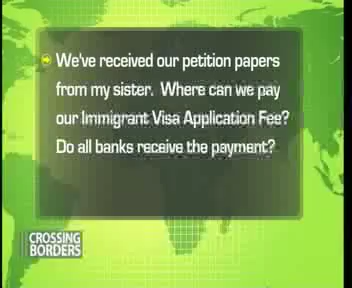 We've received our petition papers
from my sister. Where can we pay
our Immigrant Visa Application Fee?
Do all banks receive the payment?
CROSSING
BORDERS